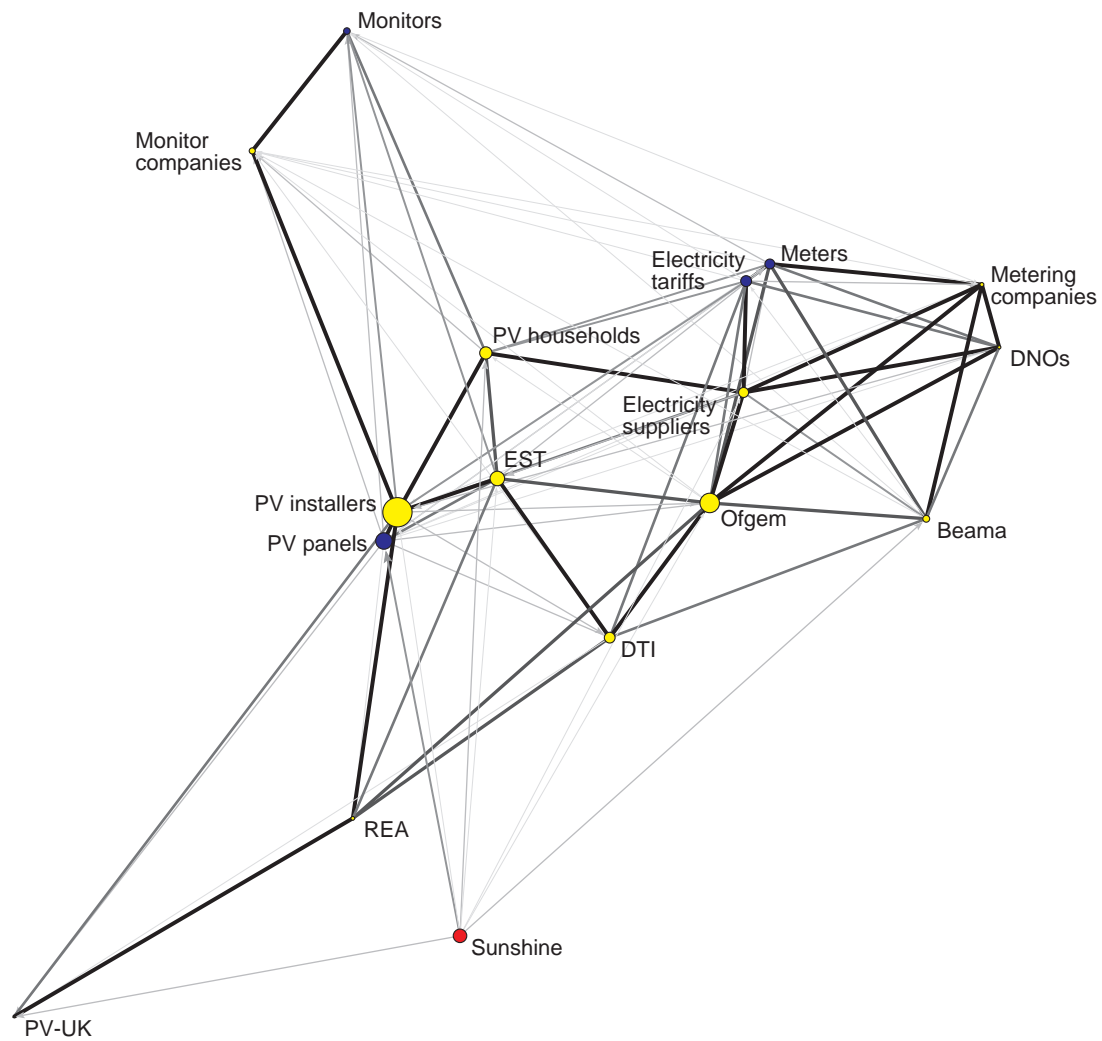 Monitors
Monitor
companies
Electricity
tariffs
Meters
Metering
companies
PV households
DNOs
Electricity
suppliers
EST
PV installers
Ofgem
PV panels
Beama
DTI
REA
Sunshine
PV-UK